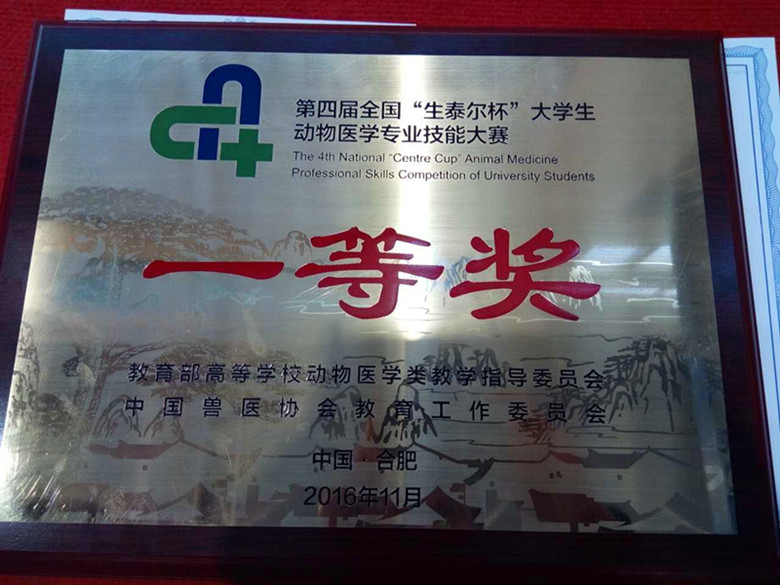 第四届全国“生泰尔杯”大学生
动物医学专业技能大赛
The 4th National "Centre Cup" Animal Medicine
Professional Skills Competition of University Students
一等奖
教育部高等学校动物医学类教学指导委员会
中国兽医协会教育工作委员会
中国·合肥
2016年11月